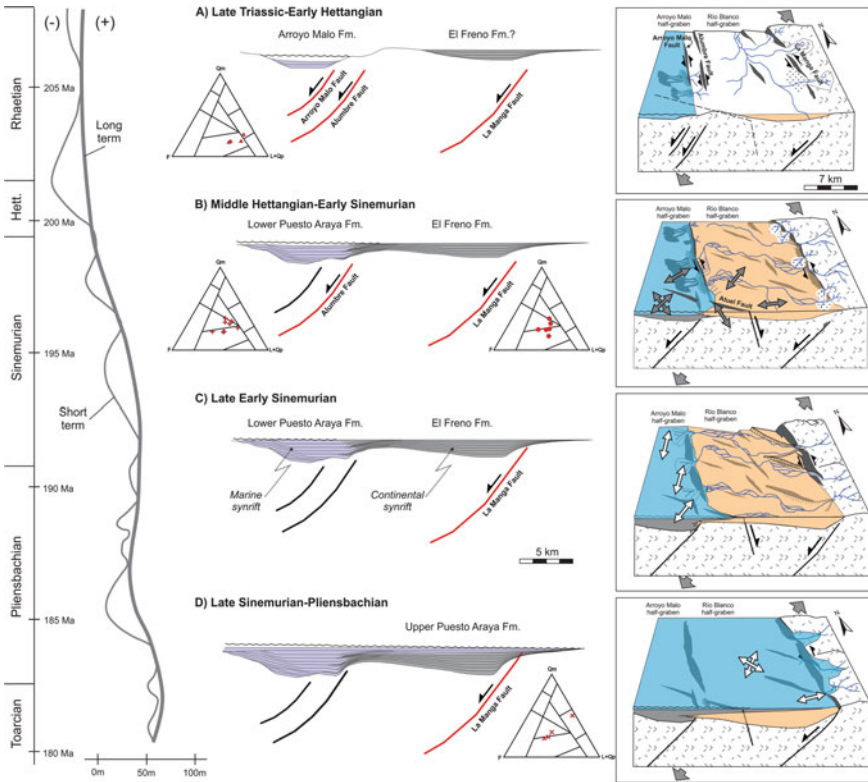 (-) (+)
Rhaetian
Hett.
Sinemurian
Pliensbachian
Toarcian
205 Ma
200 Ma
195 Ma
190 Ma
185 Ma
180 Ma
Long
term
Short
term
0m 50m 100m
A) Late Triassic-Early Hettangian
Arroyo Malo Fm.
El Freno Fm.?
Qm
F
L+Qp
Arroyo Malo Fault
Alumbre Fault
La Manga Fault
B) Middle Hettangian-Early Sinemurian
Lower Puesto Araya Fm.
El Freno Fm.
Qm
F
L+Qp
Alumbre Fault
La Manga Fault
Qm
F
L+Qp
C) Late Early Sinemurian
Lower Puesto Araya Fm.
El Freno Fm.
Marine
synrift
Continental
synrift
La Manga Fault
5 km
D) Late Sinemurian-Pliensbachian
Upper Puesto Araya Fm.
La Manga Fault
Qm
F
L+Qp
Arroyo Malo
half-graben
Río Blanco
half-graben
Arroyo Malo
Fault
Alumbre Fault
La Manga Fault
N
7 km
Arroyo Malo
half-graben
Río Blanco
half-graben
Atuel Fault
N
Arroyo Malo
half-graben
Río Blanco
half-graben
N
Arroyo Malo
half-graben
Río Blanco
half-graben
N